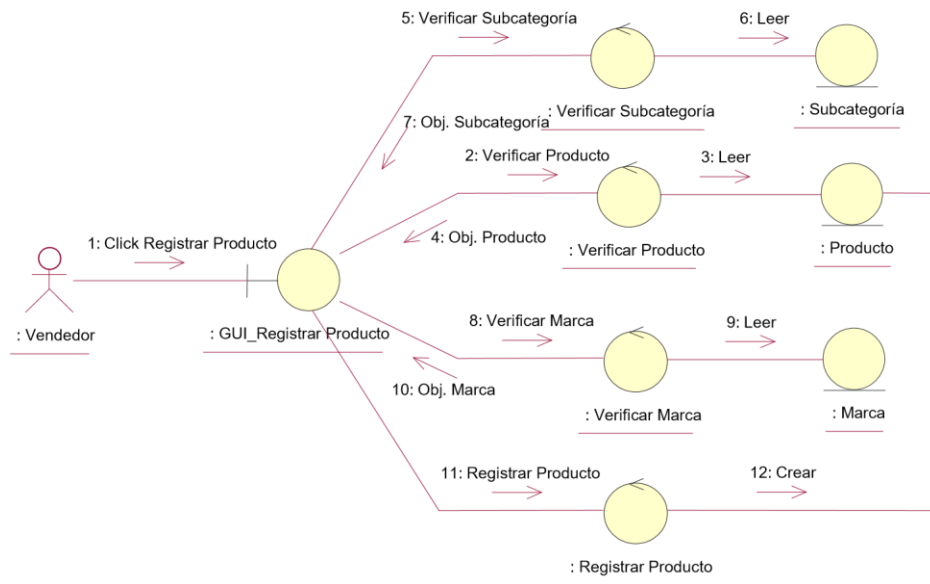 5: Verificar Subcategoría
6: Leer
: Verificar Subcategoría
: Subcategoría
7: Obj. Subcategoría
2: Verificar Producto
3: Leer
4: Obj. Producto
: Verificar Producto
: Producto
1: Click Registrar Producto
: Vendedor
: GUI_Registrar Producto
8: Verificar Marca
9: Leer
10: Obj. Marca
: Verificar Marca
: Marca
11: Registrar Producto
12: Crear
: Registrar Producto